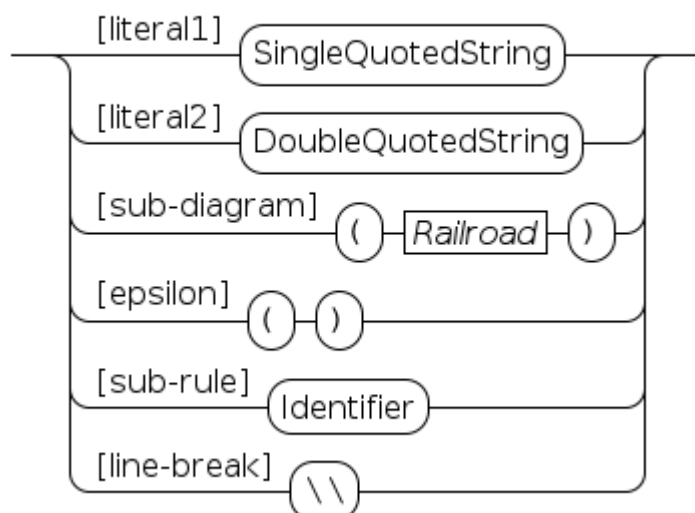 [literal1] SingleQuotedString
[literal2] DoubleQuotedString
[sub-diagram] ( Railroad )
[epsilon] ( )
[sub-rule] Identifier
[line-break] \\